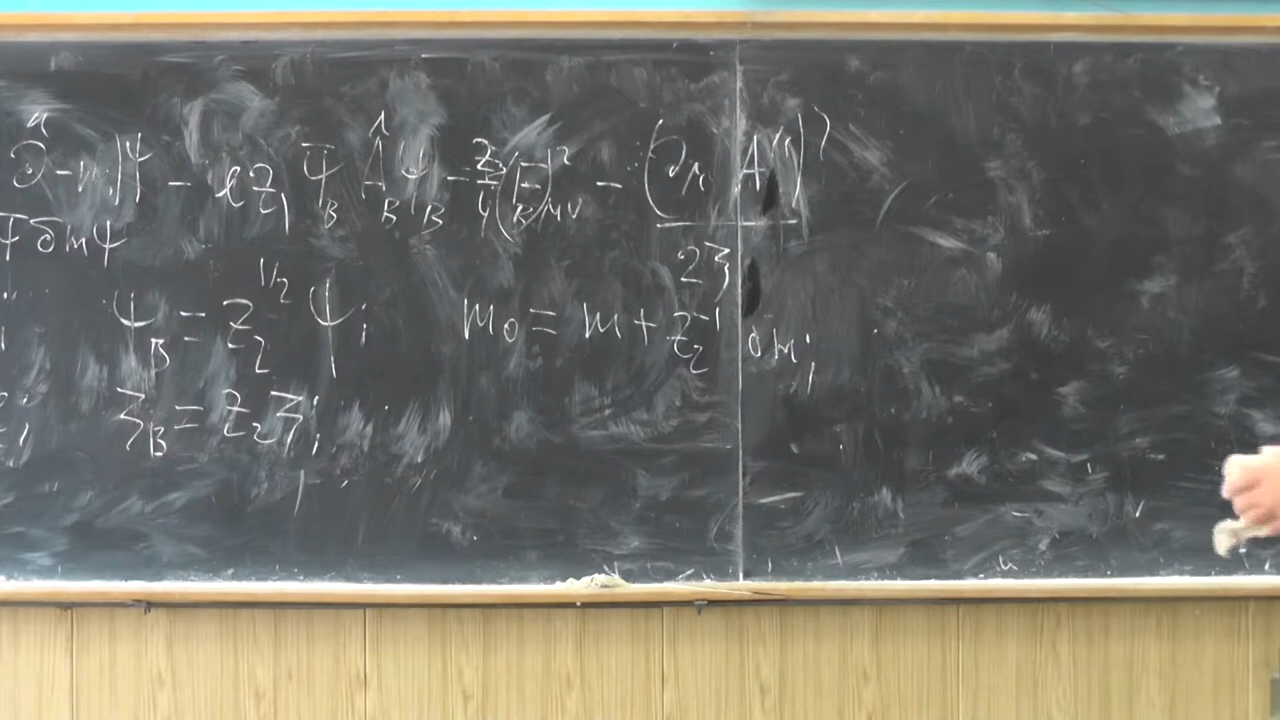 ∂̂ - m)ψ - e z₁ ψ̄_B Â_B ψ_B - z₃/4 (F_B)²_μν - (∂_μ A^μ)²/2ξ
ψ̄ δm ψ
ψ_B = z₂^{1/2} ψ; m₀ = m + z₂^{-1} δm;
ξ_B = z₂ ξ;